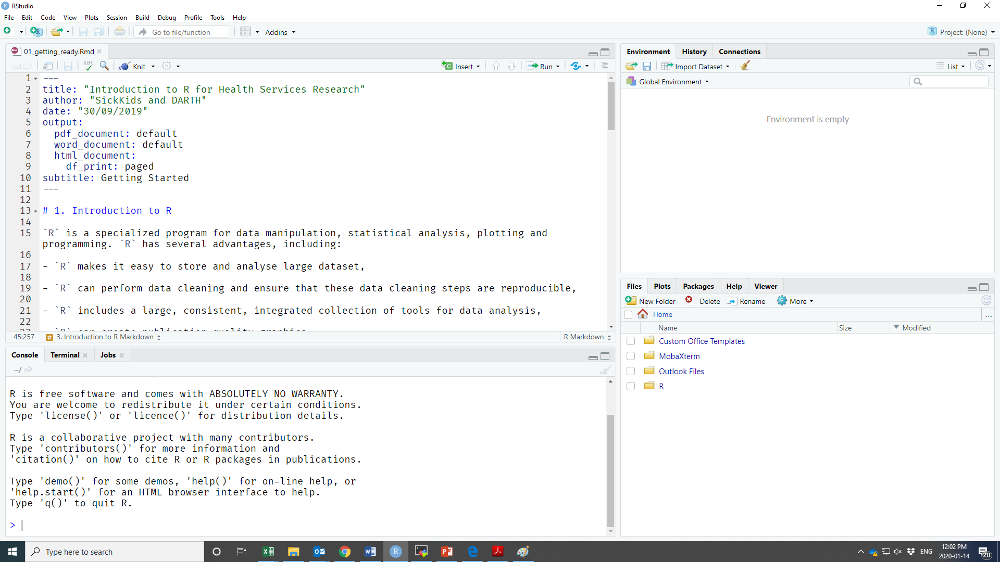 RStudio
File Edit Code View Plots Session Build Debug Profile Tools Help
Go to file/function Addins Project: (None)
01_getting_ready.Rmd
ABC Knit Insert Run
1 ---
2 title: "Introduction to R for Health Services Research"
3 author: "SickKids and DARTH"
4 date: "30/09/2019"
5 output:
6 pdf_document: default
7 word_document: default
8 html_document:
9 df_print: paged
10 subtitle: Getting Started
11 ---
12
13 # 1. Introduction to R
14
15 `R` is a specialized program for data manipulation, statistical analysis, plotting and
programming. `R` has several advantages, including:
16
17 - `R` makes it easy to store and analyse large dataset,
18
19 - `R` can perform data cleaning and ensure that these data cleaning steps are reproducible,
20
21 - `R` includes a large, consistent, integrated collection of tools for data analysis,
22
45:257 # 3. Introduction to R Markdown R Markdown
Console Terminal Jobs
~/
R is free software and comes with ABSOLUTELY NO WARRANTY.
You are welcome to redistribute it under certain conditions.
Type 'license()' or 'licence()' for distribution details.
R is a collaborative project with many contributors.
Type 'contributors()' for more information and
'citation()' on how to cite R or R packages in publications.
Type 'demo()' for some demos, 'help()' for on-line help, or
'help.start()' for an HTML browser interface to help.
Type 'q()' to quit R.
>
Environment History Connections
Import Dataset List
Global Environment
Environment is empty
Files Plots Packages Help Viewer
New Folder Delete Rename More
Home ...
Name Size Modified
Custom Office Templates
MobaXterm
Outlook Files
R
Type here to search
ENG
12:02 PM
2020-01-14
20